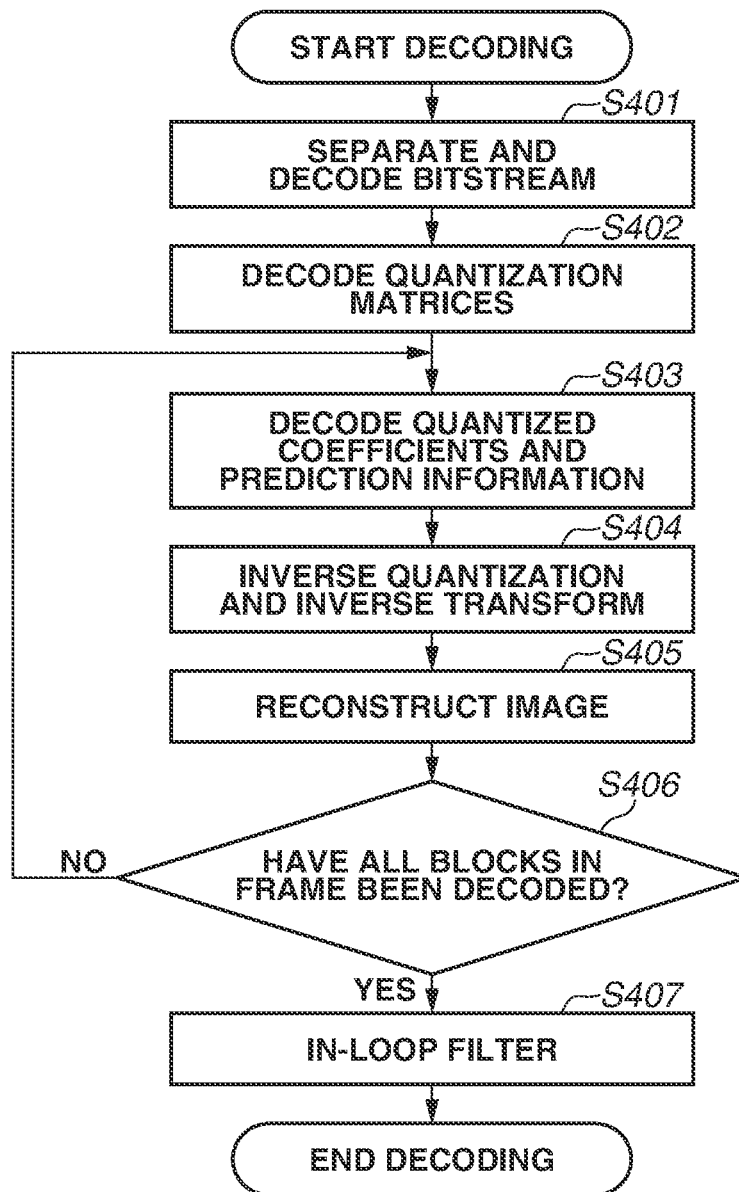 START DECODING
S401
SEPARATE AND
DECODE BITSTREAM
S402
DECODE QUANTIZATION
MATRICES
S403
DECODE QUANTIZED
COEFFICIENTS AND
PREDICTION INFORMATION
S404
INVERSE QUANTIZATION
AND INVERSE TRANSFORM
S405
RECONSTRUCT IMAGE
S406
HAVE ALL BLOCKS IN
FRAME BEEN DECODED?
NO
YES
S407
IN-LOOP FILTER
END DECODING